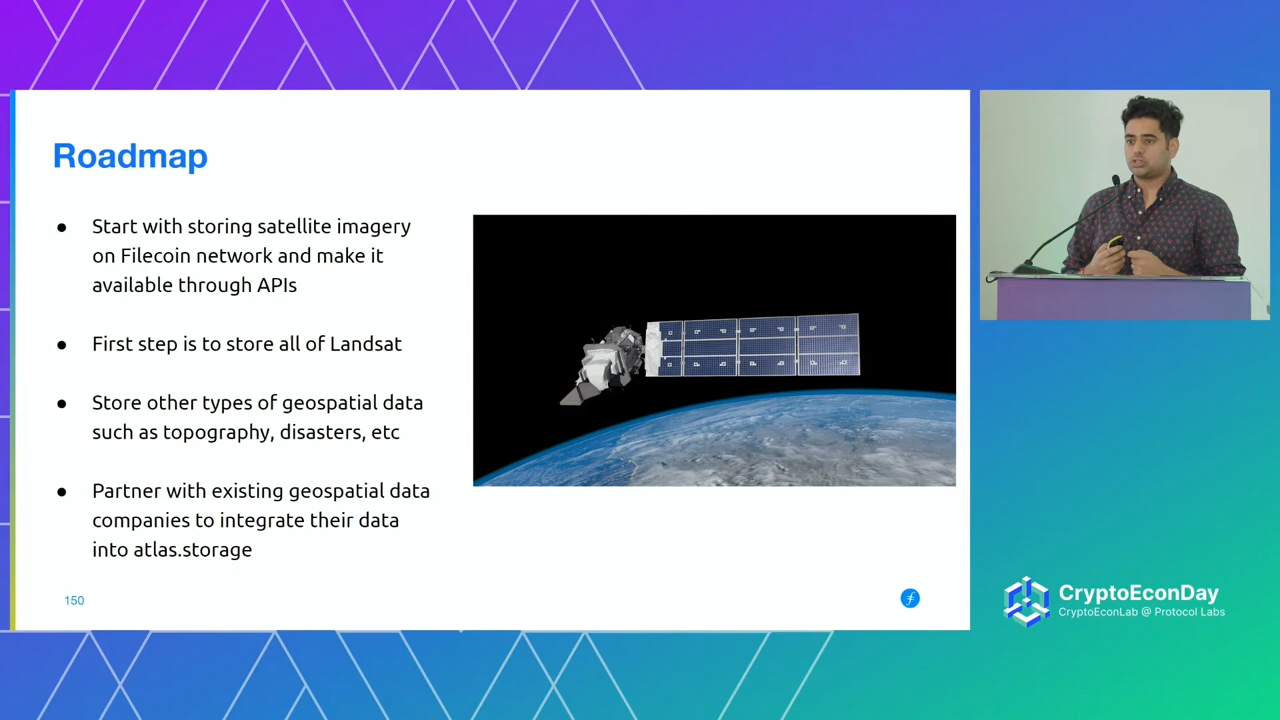 Roadmap
● Start with storing satellite imagery
on Filecoin network and make it
available through APIs
● First step is to store all of Landsat
● Store other types of geospatial data
such as topography, disasters, etc
● Partner with existing geospatial data
companies to integrate their data
into atlas.storage
150
CryptoEconDay
CryptoEconLab @ Protocol Labs